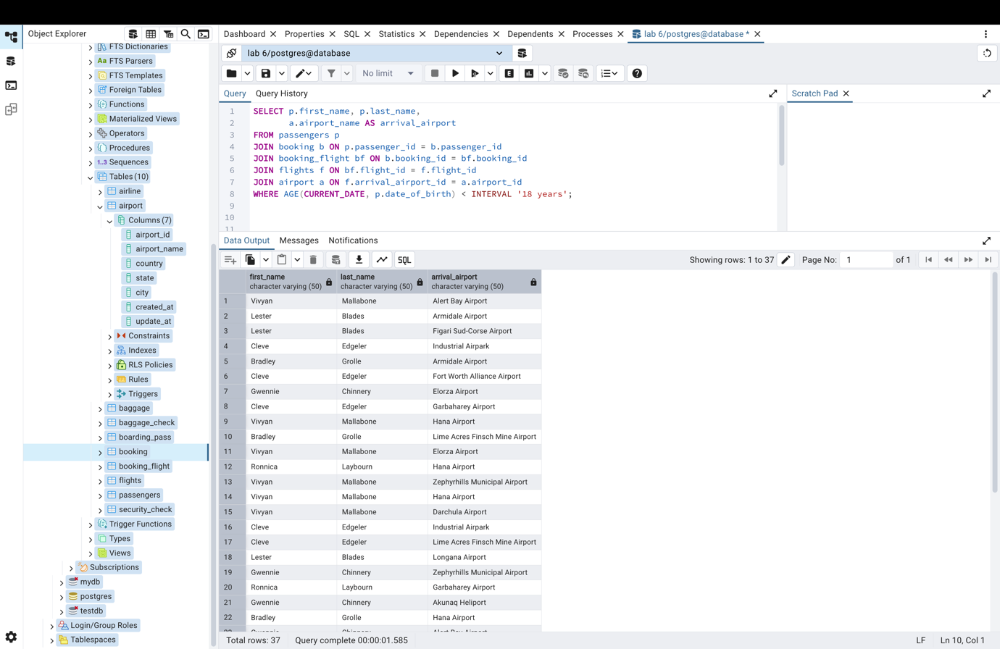 Object Explorer
FTS Dictionaries
Aa FTS Parsers
FTS Templates
Foreign Tables
Functions
Materialized Views
Operators
Procedures
1..3 Sequences
Tables (10)
airline
airport
Columns (7)
airport_id
airport_name
country
state
city
created_at
update_at
Constraints
Indexes
RLS Policies
Rules
Triggers
baggage
baggage_check
boarding_pass
booking
booking_flight
flights
passengers
security_check
Trigger Functions
Types
Views
Subscriptions
mydb
postgres
testdb
Login/Group Roles
Tablespaces
Dashboard Properties SQL Statistics Dependencies Dependents Processes lab 6/postgres@database *
lab 6/postgres@database
No limit
E
Query Query History
Scratch Pad
1 SELECT p.first_name, p.last_name,
2 a.airport_name AS arrival_airport
3 FROM passengers p
4 JOIN booking b ON p.passenger_id = b.passenger_id
5 JOIN booking_flight bf ON b.booking_id = bf.booking_id
6 JOIN flights f ON bf.flight_id = f.flight_id
7 JOIN airport a ON f.arrival_airport_id = a.airport_id
8 WHERE AGE(CURRENT_DATE, p.date_of_birth) < INTERVAL '18 years';
9
10
11
Data Output Messages Notifications
SQL
Showing rows: 1 to 37 Page No: 1 of 1
first_name last_name arrival_airport
character varying (50) character varying (50) character varying (50)
1 Vivyan Mallabone Alert Bay Airport
2 Lester Blades Armidale Airport
3 Lester Blades Figari Sud-Corse Airport
4 Cleve Edgeler Industrial Airpark
5 Bradley Grolle Armidale Airport
6 Cleve Edgeler Fort Worth Alliance Airport
7 Gwennie Chinnery Elorza Airport
8 Cleve Edgeler Garbaharey Airport
9 Vivyan Mallabone Hana Airport
10 Bradley Grolle Lime Acres Finsch Mine Airport
11 Vivyan Mallabone Elorza Airport
12 Ronnica Laybourn Hana Airport
13 Vivyan Mallabone Zephyrhills Municipal Airport
14 Vivyan Mallabone Hana Airport
15 Vivyan Mallabone Darchula Airport
16 Cleve Edgeler Industrial Airpark
17 Cleve Edgeler Lime Acres Finsch Mine Airport
18 Lester Blades Longana Airport
19 Gwennie Chinnery Zephyrhills Municipal Airport
20 Ronnica Laybourn Garbaharey Airport
21 Gwennie Chinnery Akunaq Heliport
22 Bradley Grolle Hana Airport
Total rows: 37 Query complete 00:00:01.585 LF Ln 10, Col 1